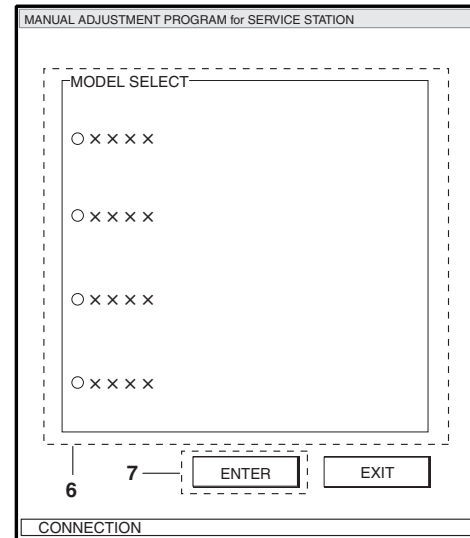 MANUAL ADJUSTMENT PROGRAM for SERVICE STATION
MODEL SELECT
○××××
○××××
○××××
○××××
6
7
ENTER
EXIT
CONNECTION